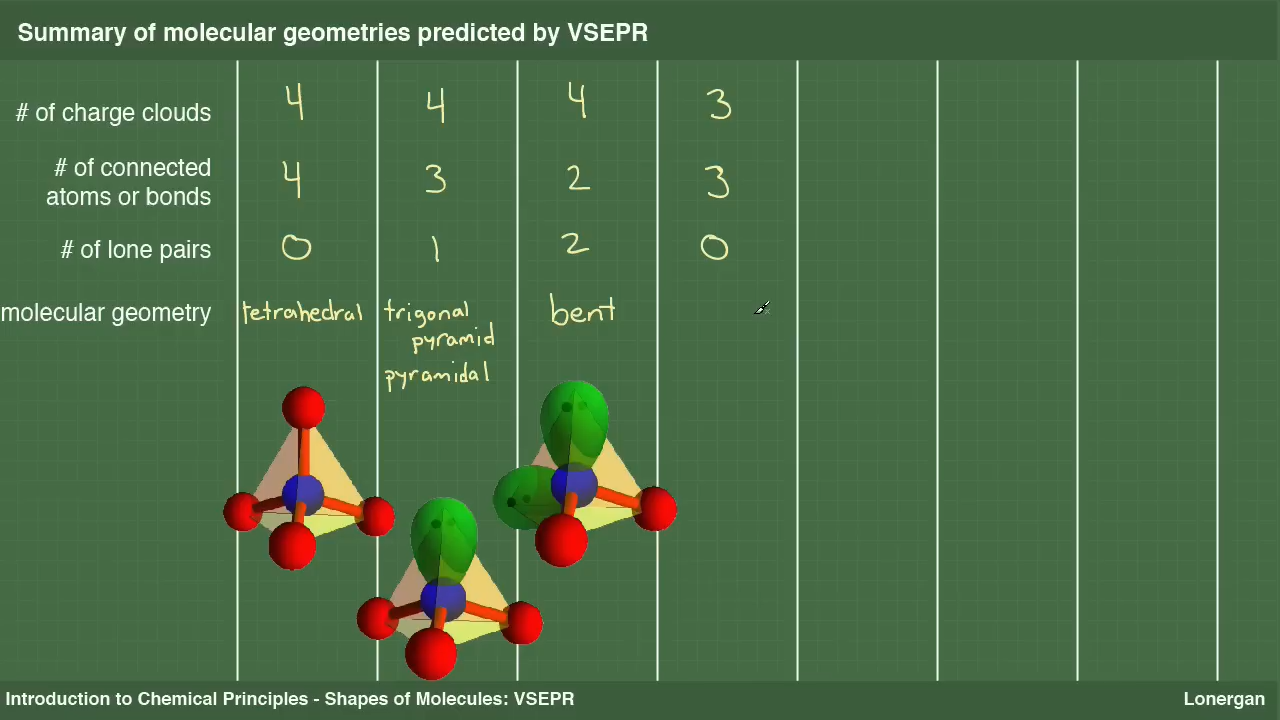 Summary of molecular geometries predicted by VSEPR
# of charge clouds 4 4 4 3
# of connected
atoms or bonds 4 3 2 3
# of lone pairs 0 1 2 0
molecular geometry tetrahedral trigonal bent
pyramid
pyramidal
Introduction to Chemical Principles - Shapes of Molecules: VSEPR Lonergan